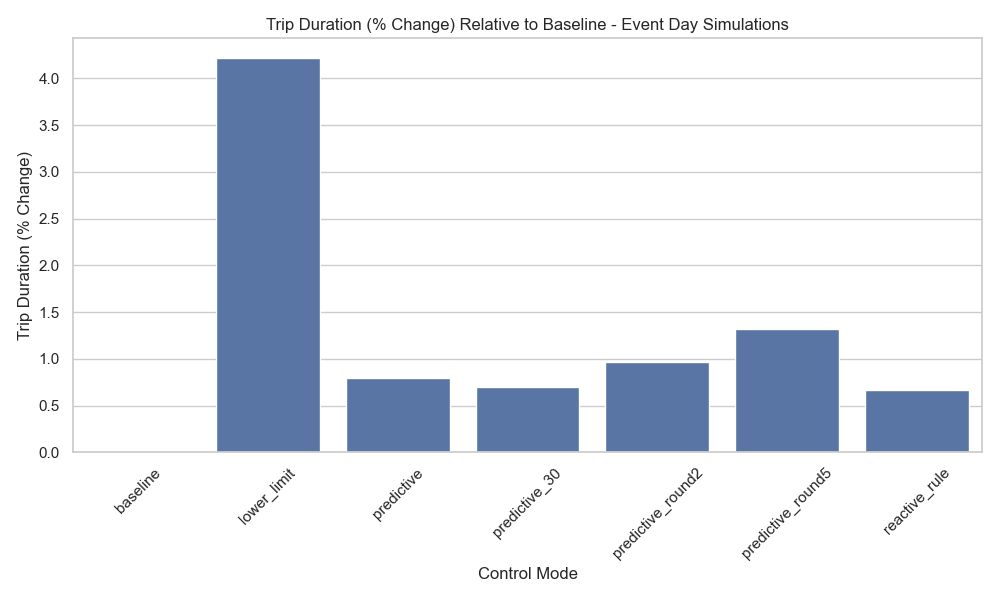 Trip Duration (% Change) Relative to Baseline - Event Day Simulations
Trip Duration (% Change)
4.0
3.5
3.0
2.5
2.0
1.5
1.0
0.5
0.0
baseline
lower_limit
predictive
predictive_30
predictive_round2
predictive_round5
reactive_rule
Control Mode